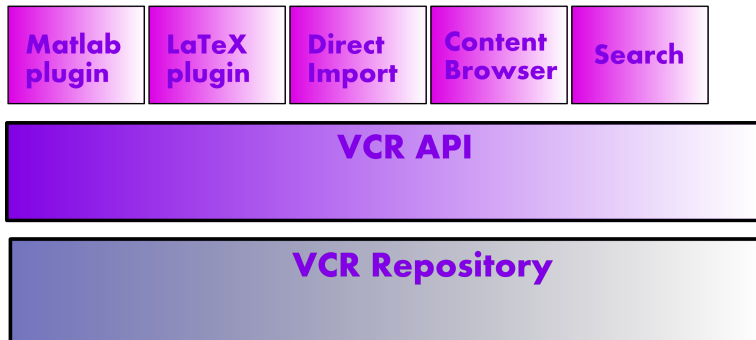 Matlab
plugin
LaTeX
plugin
Direct
Import
Content
Browser
Search
VCR API
VCR Repository